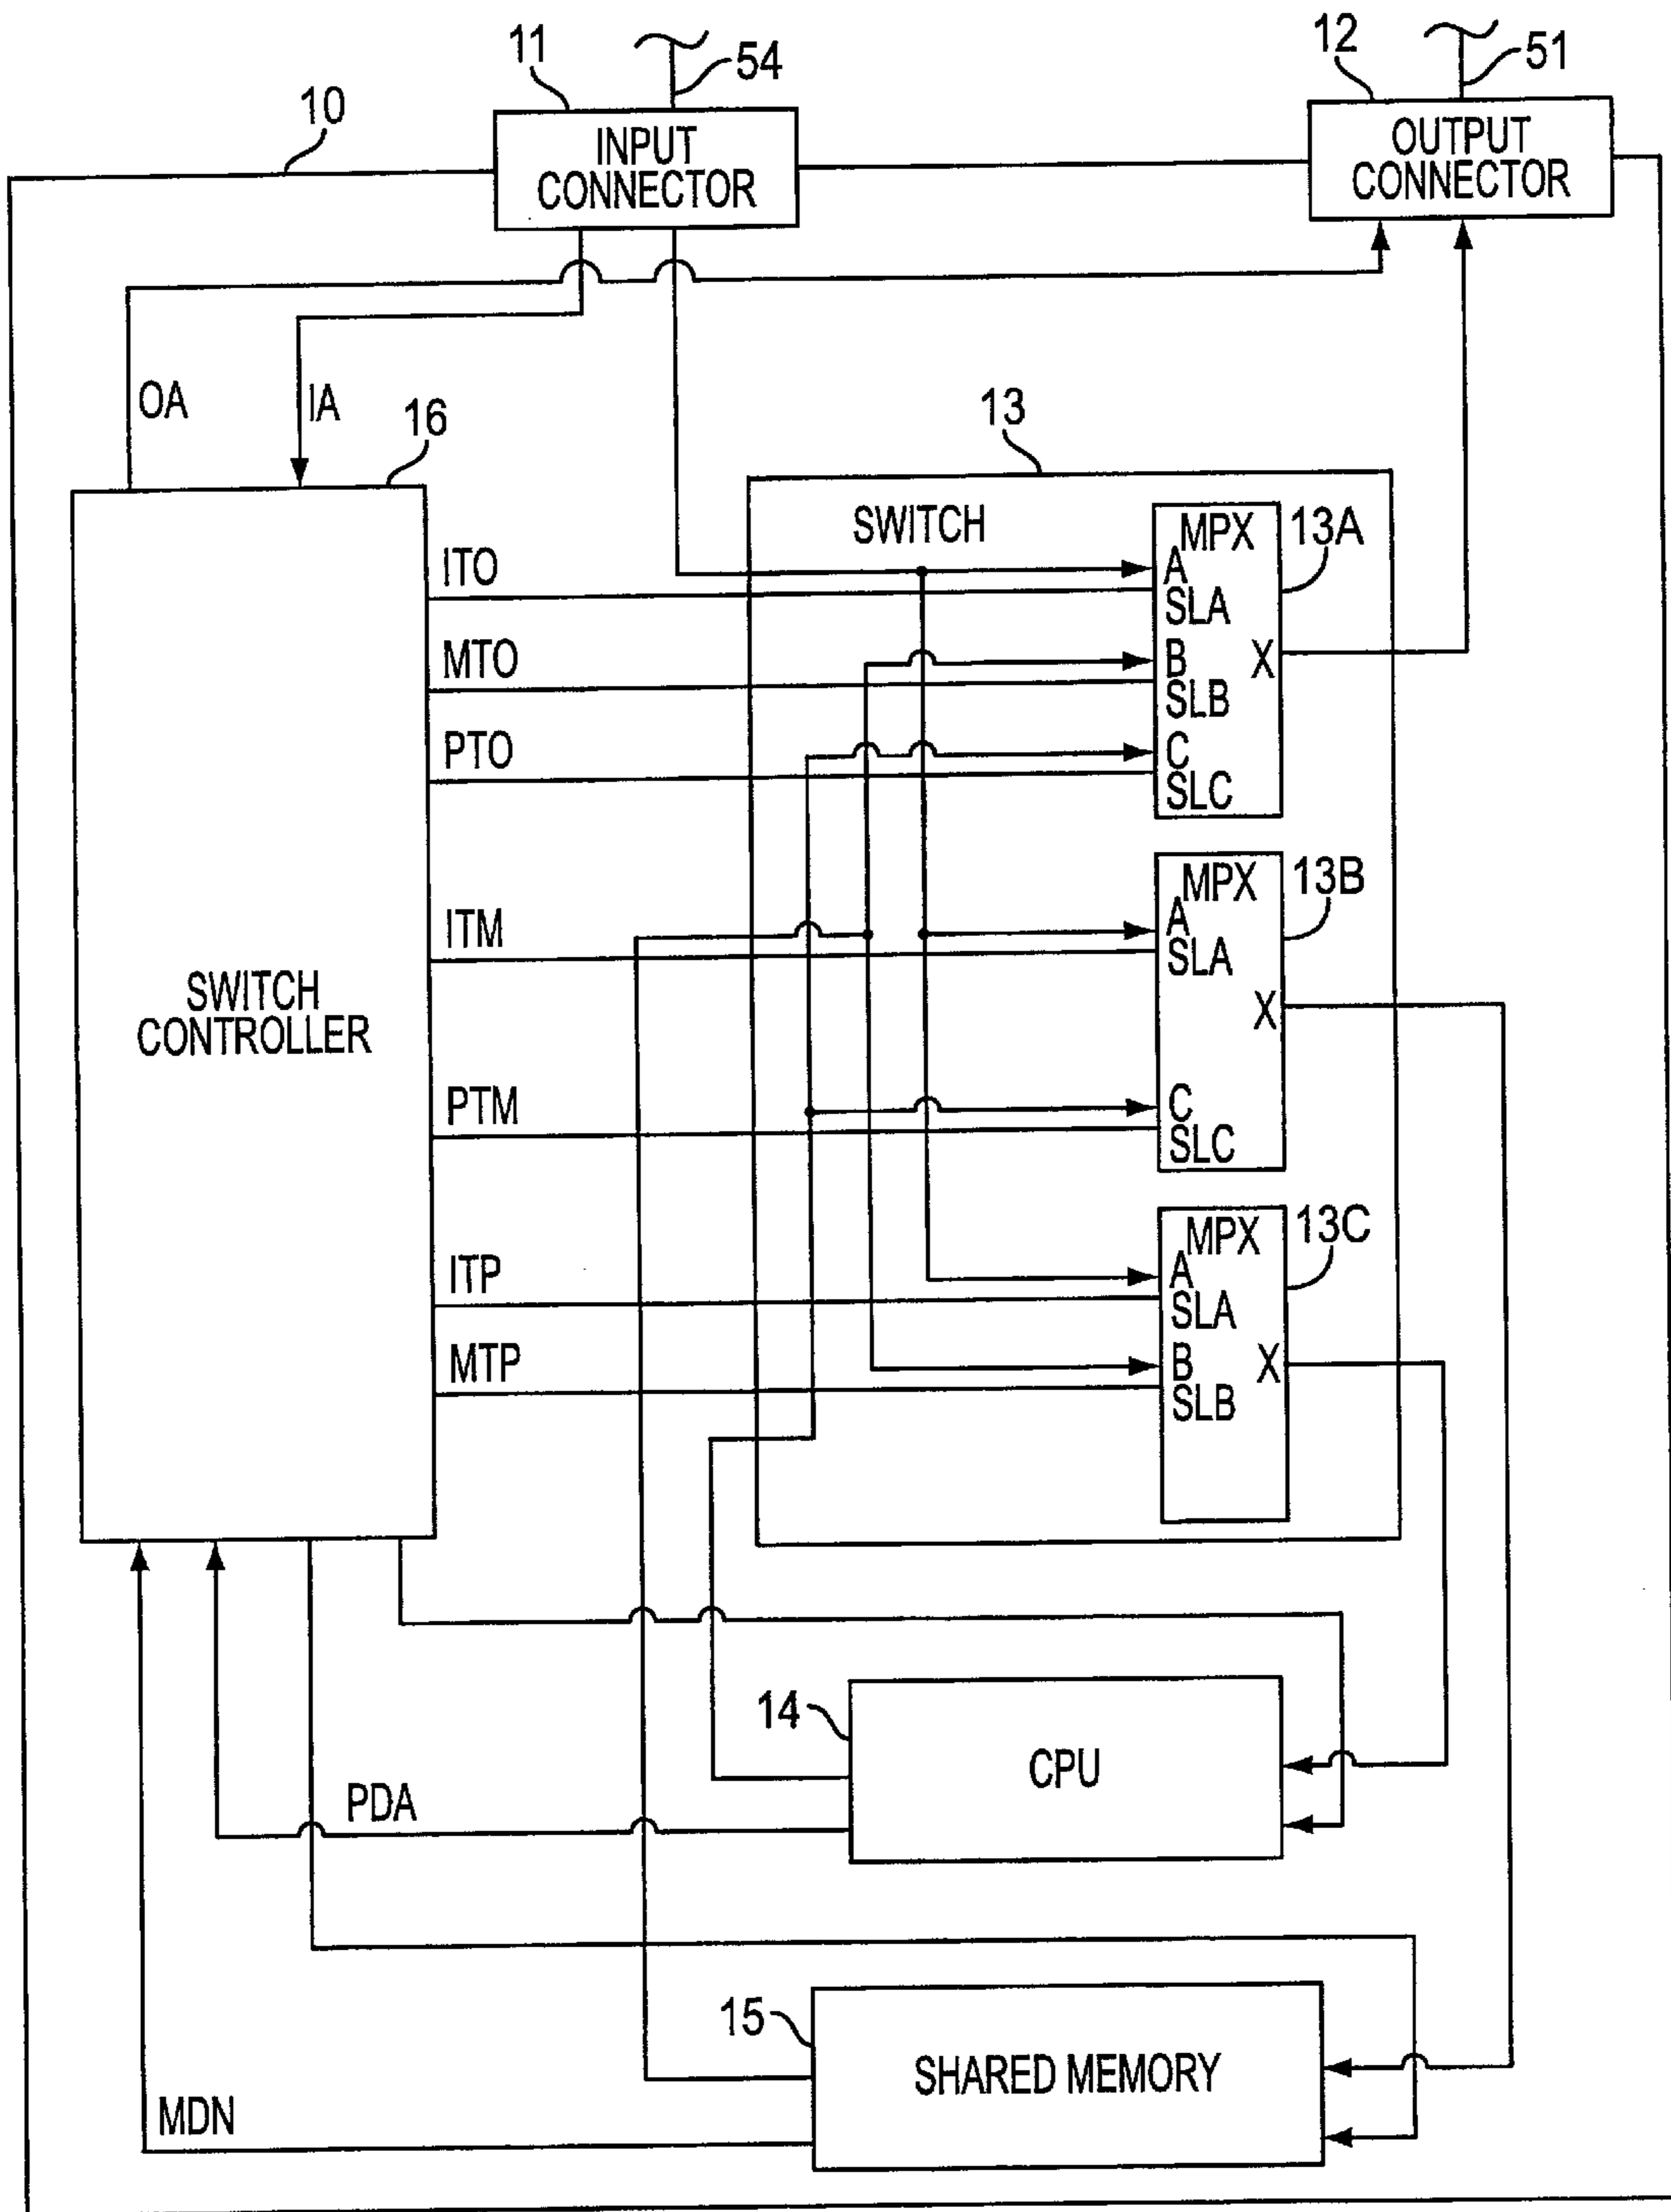 11
54
12
51
10
INPUT
CONNECTOR
OUTPUT
CONNECTOR
OA
IA
16
13
SWITCH
MPX
13A
A
SLA
B
SLB
X
C
SLC
ITO
MTO
PTO
MPX
13B
A
SLA
X
C
SLC
ITM
SWITCH
CONTROLLER
PTM
MPX
13C
A
SLA
B
X
SLB
ITP
MTP
14
CPU
PDA
15
SHARED MEMORY
MDN